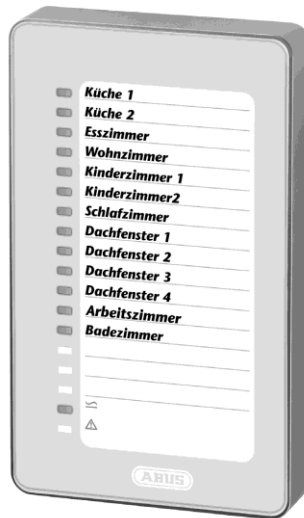 Küche 1
Küche 2
Esszimmer
Wohnzimmer
Kinderzimmer 1
Kinderzimmer2
Schlafzimmer
Dachfenster 1
Dachfenster 2
Dachfenster 3
Dachfenster 4
Arbeitszimmer
Badezimmer
ABUS